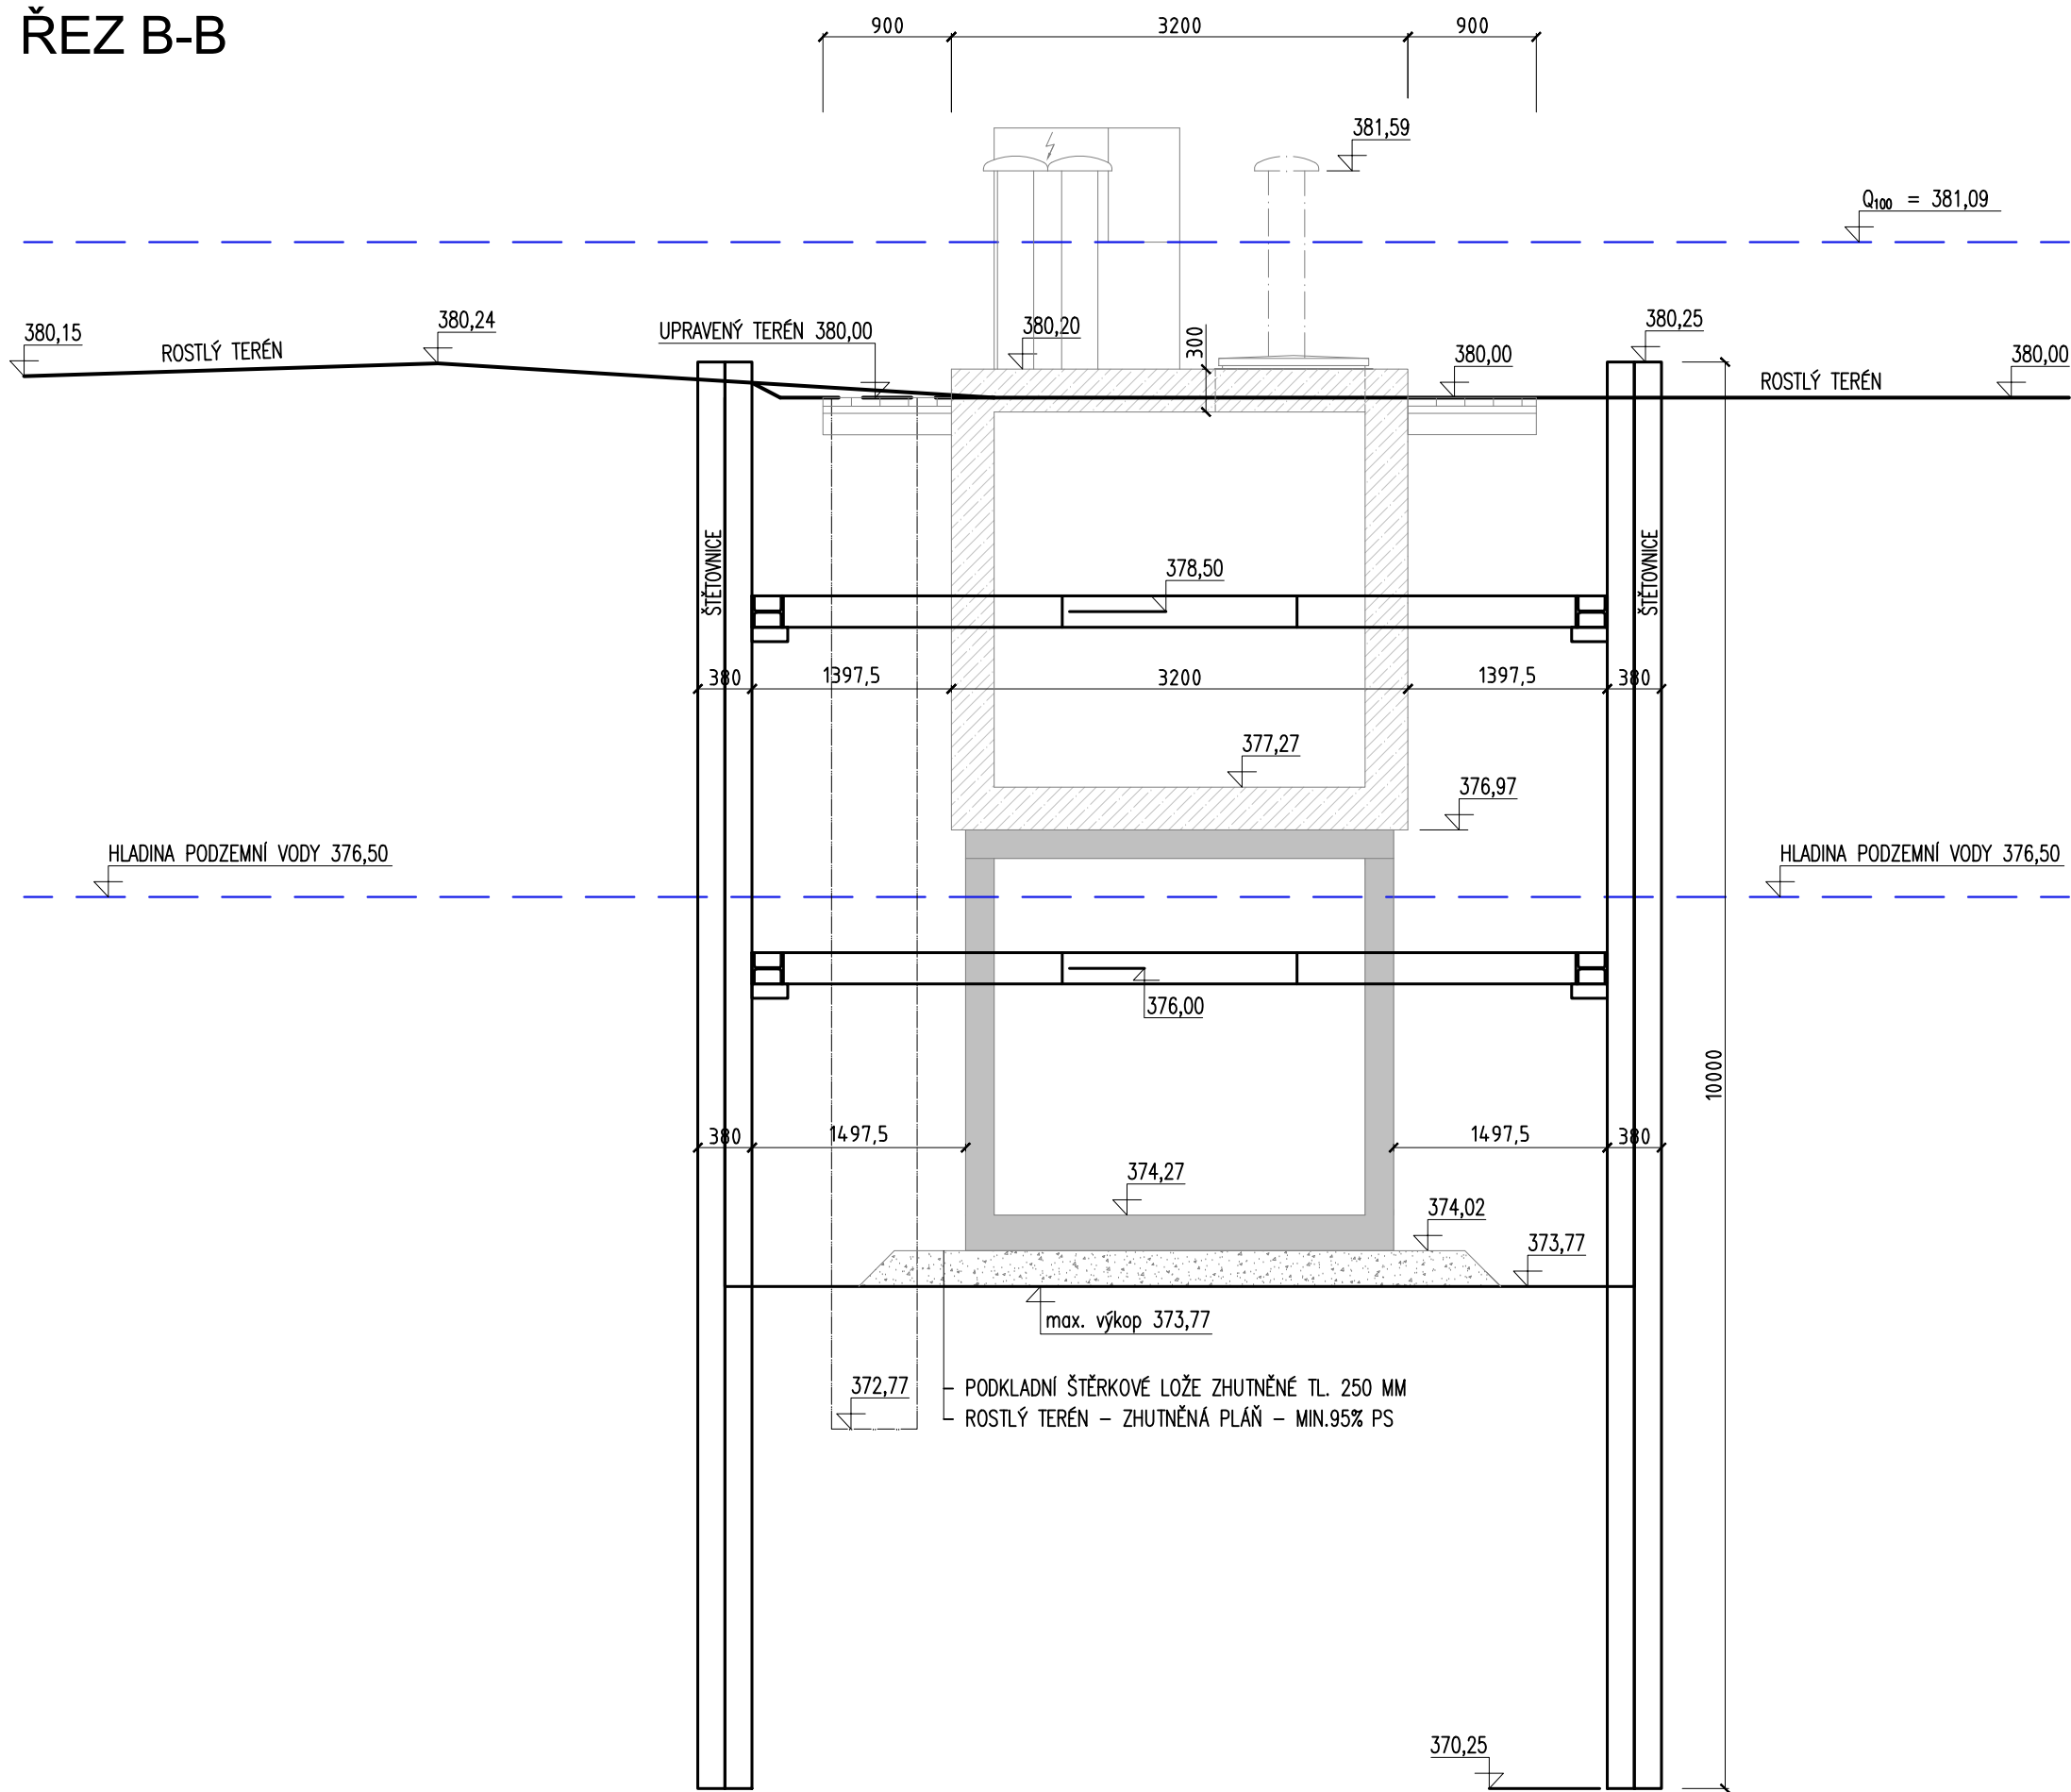 ŘEZ B-B
900
3200
900
381,59
Q₁₀₀ = 381,09
380,15
ROSTLÝ TERÉN
380,24
UPRAVENÝ TERÉN 380,00
380,20
300
380,00
380,25
ROSTLÝ TERÉN
380,00
ŠTĚTOVNICE
ŠTĚTOVNICE
378,50
380
1397,5
3200
1397,5
380
377,27
376,97
HLADINA PODZEMNÍ VODY 376,50
HLADINA PODZEMNÍ VODY 376,50
376,00
10000
380
1497,5
1497,5
380
374,27
374,02
373,77
max. výkop 373,77
372,77
– PODKLADNÍ ŠTĚRKOVÉ LOŽE ZHUTNĚNÉ TL. 250 MM
– ROSTLÝ TERÉN – ZHUTNĚNÁ PLÁŇ – MIN.95% PS
370,25